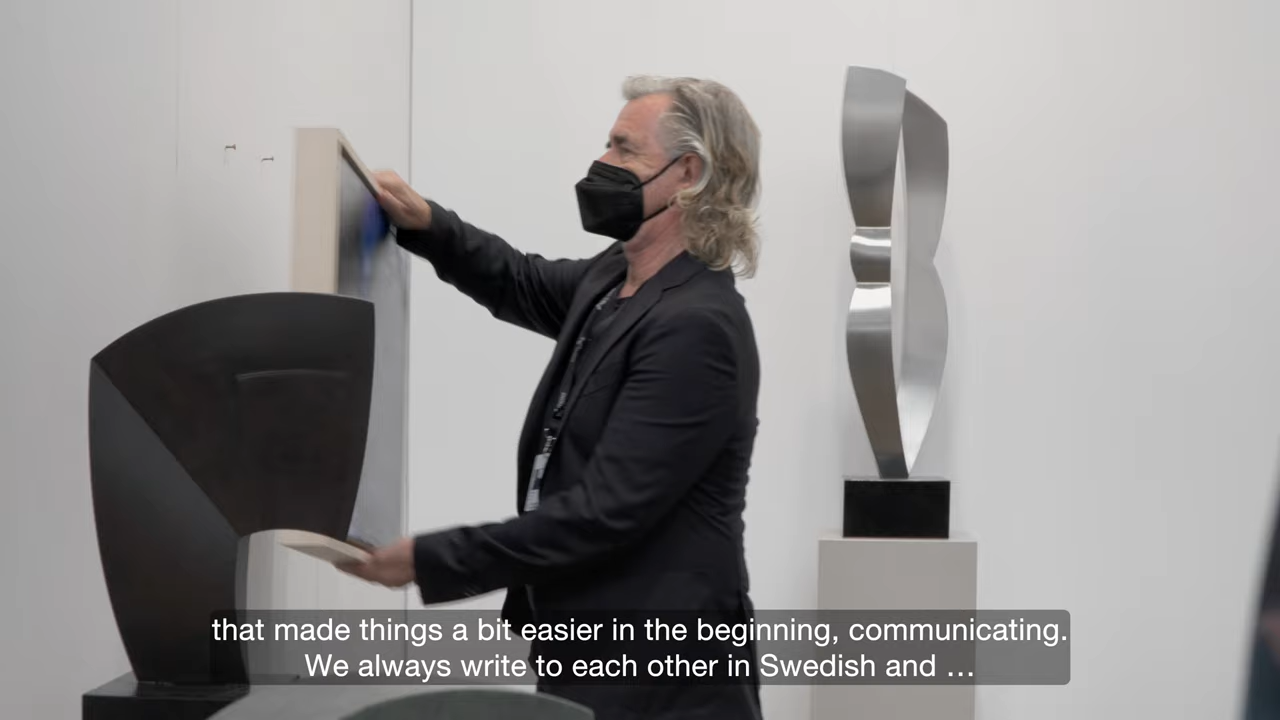 that made things a bit easier in the beginning, communicating.
We always write to each other in Swedish and …